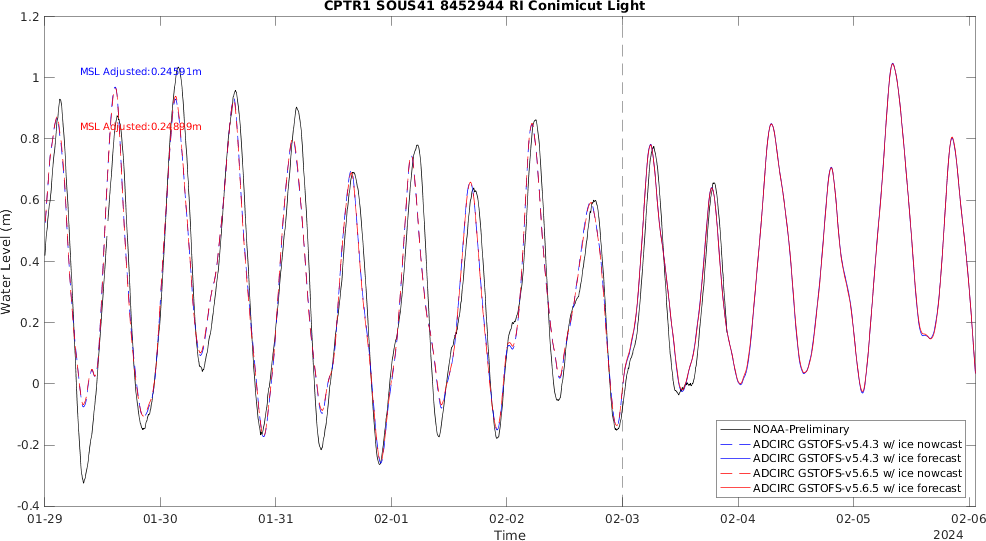 CPTR1 SOUS41 8452944 RI Conimicut Light
1.2
1
0.8
0.6
0.4
0.2
0
-0.2
-0.4
Water Level (m)
MSL Adjusted:0.24591m
MSL Adjusted:0.24899m
NOAA-Preliminary
ADCIRC GSTOFS-v5.4.3 w/ ice nowcast
ADCIRC GSTOFS-v5.4.3 w/ ice forecast
ADCIRC GSTOFS-v5.6.5 w/ ice nowcast
ADCIRC GSTOFS-v5.6.5 w/ ice forecast
01-29 01-30 01-31 02-01 02-02 02-03 02-04 02-05 02-06
Time
2024